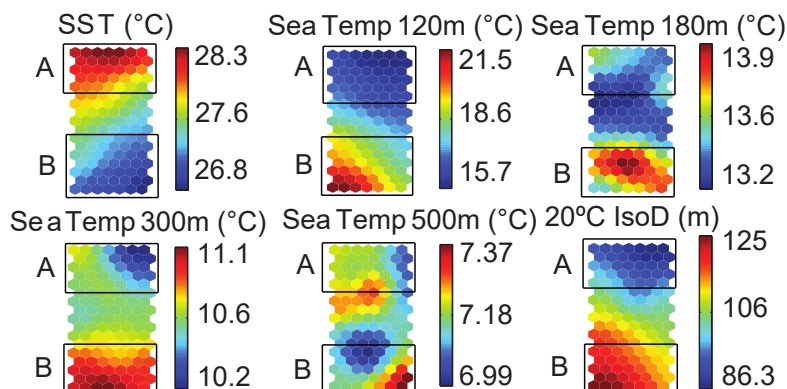 SST (°C)
A
B
28.3
27.6
26.8
Sea Temp 120m (°C)
A
B
21.5
18.6
15.7
Sea Temp 180m (°C)
A
B
13.9
13.6
13.2
Sea Temp 300m (°C)
A
B
11.1
10.6
10.2
Sea Temp 500m (°C)
A
B
7.37
7.18
6.99
20ºC IsoD (m)
A
B
125
106
86.3